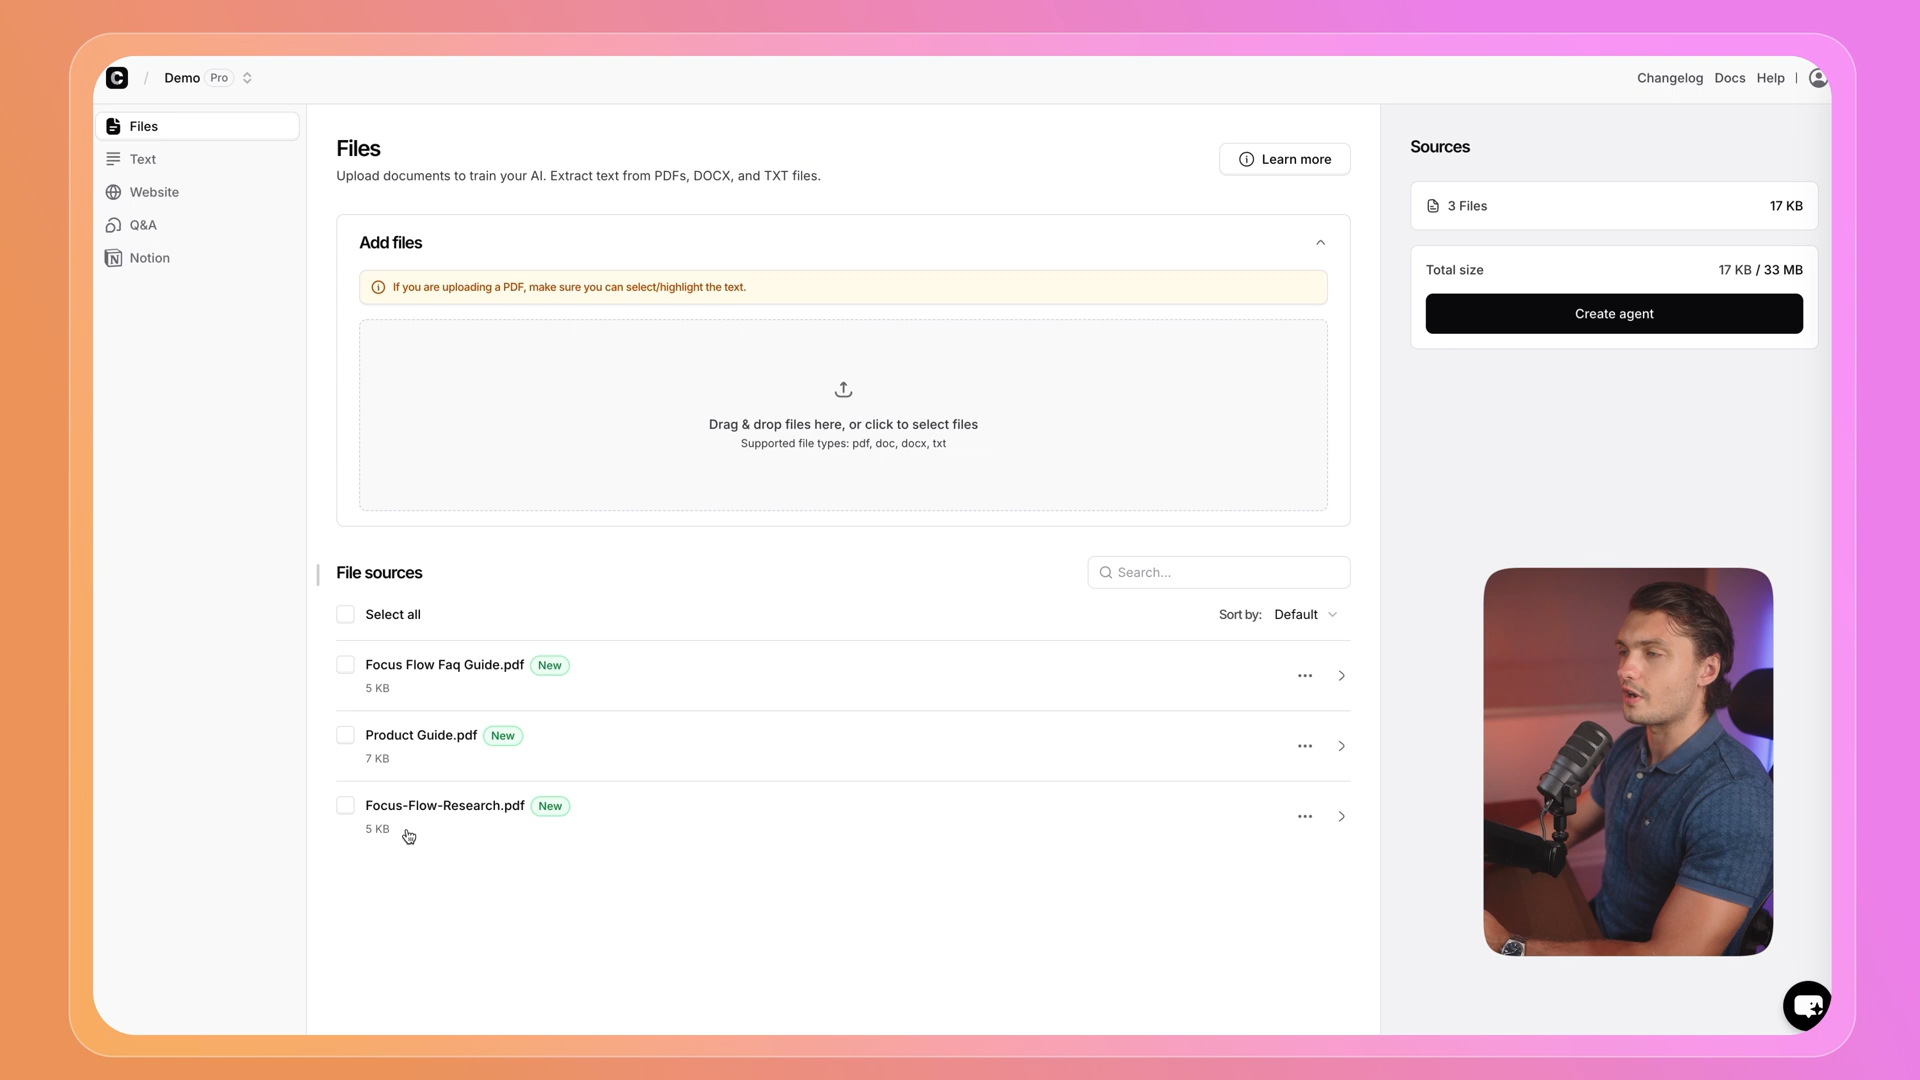 C / Demo Pro
Changelog Docs Help |
Files
Text
Website
Q&A
Notion
Files
Upload documents to train your AI. Extract text from PDFs, DOCX, and TXT files.
Learn more
Add files
If you are uploading a PDF, make sure you can select/highlight the text.
Drag & drop files here, or click to select files
Supported file types: pdf, doc, docx, txt
File sources
Search...
Select all
Sort by: Default
Focus Flow Faq Guide.pdf New
5 KB
Product Guide.pdf New
7 KB
Focus-Flow-Research.pdf New
5 KB
Sources
3 Files 17 KB
Total size 17 KB / 33 MB
Create agent